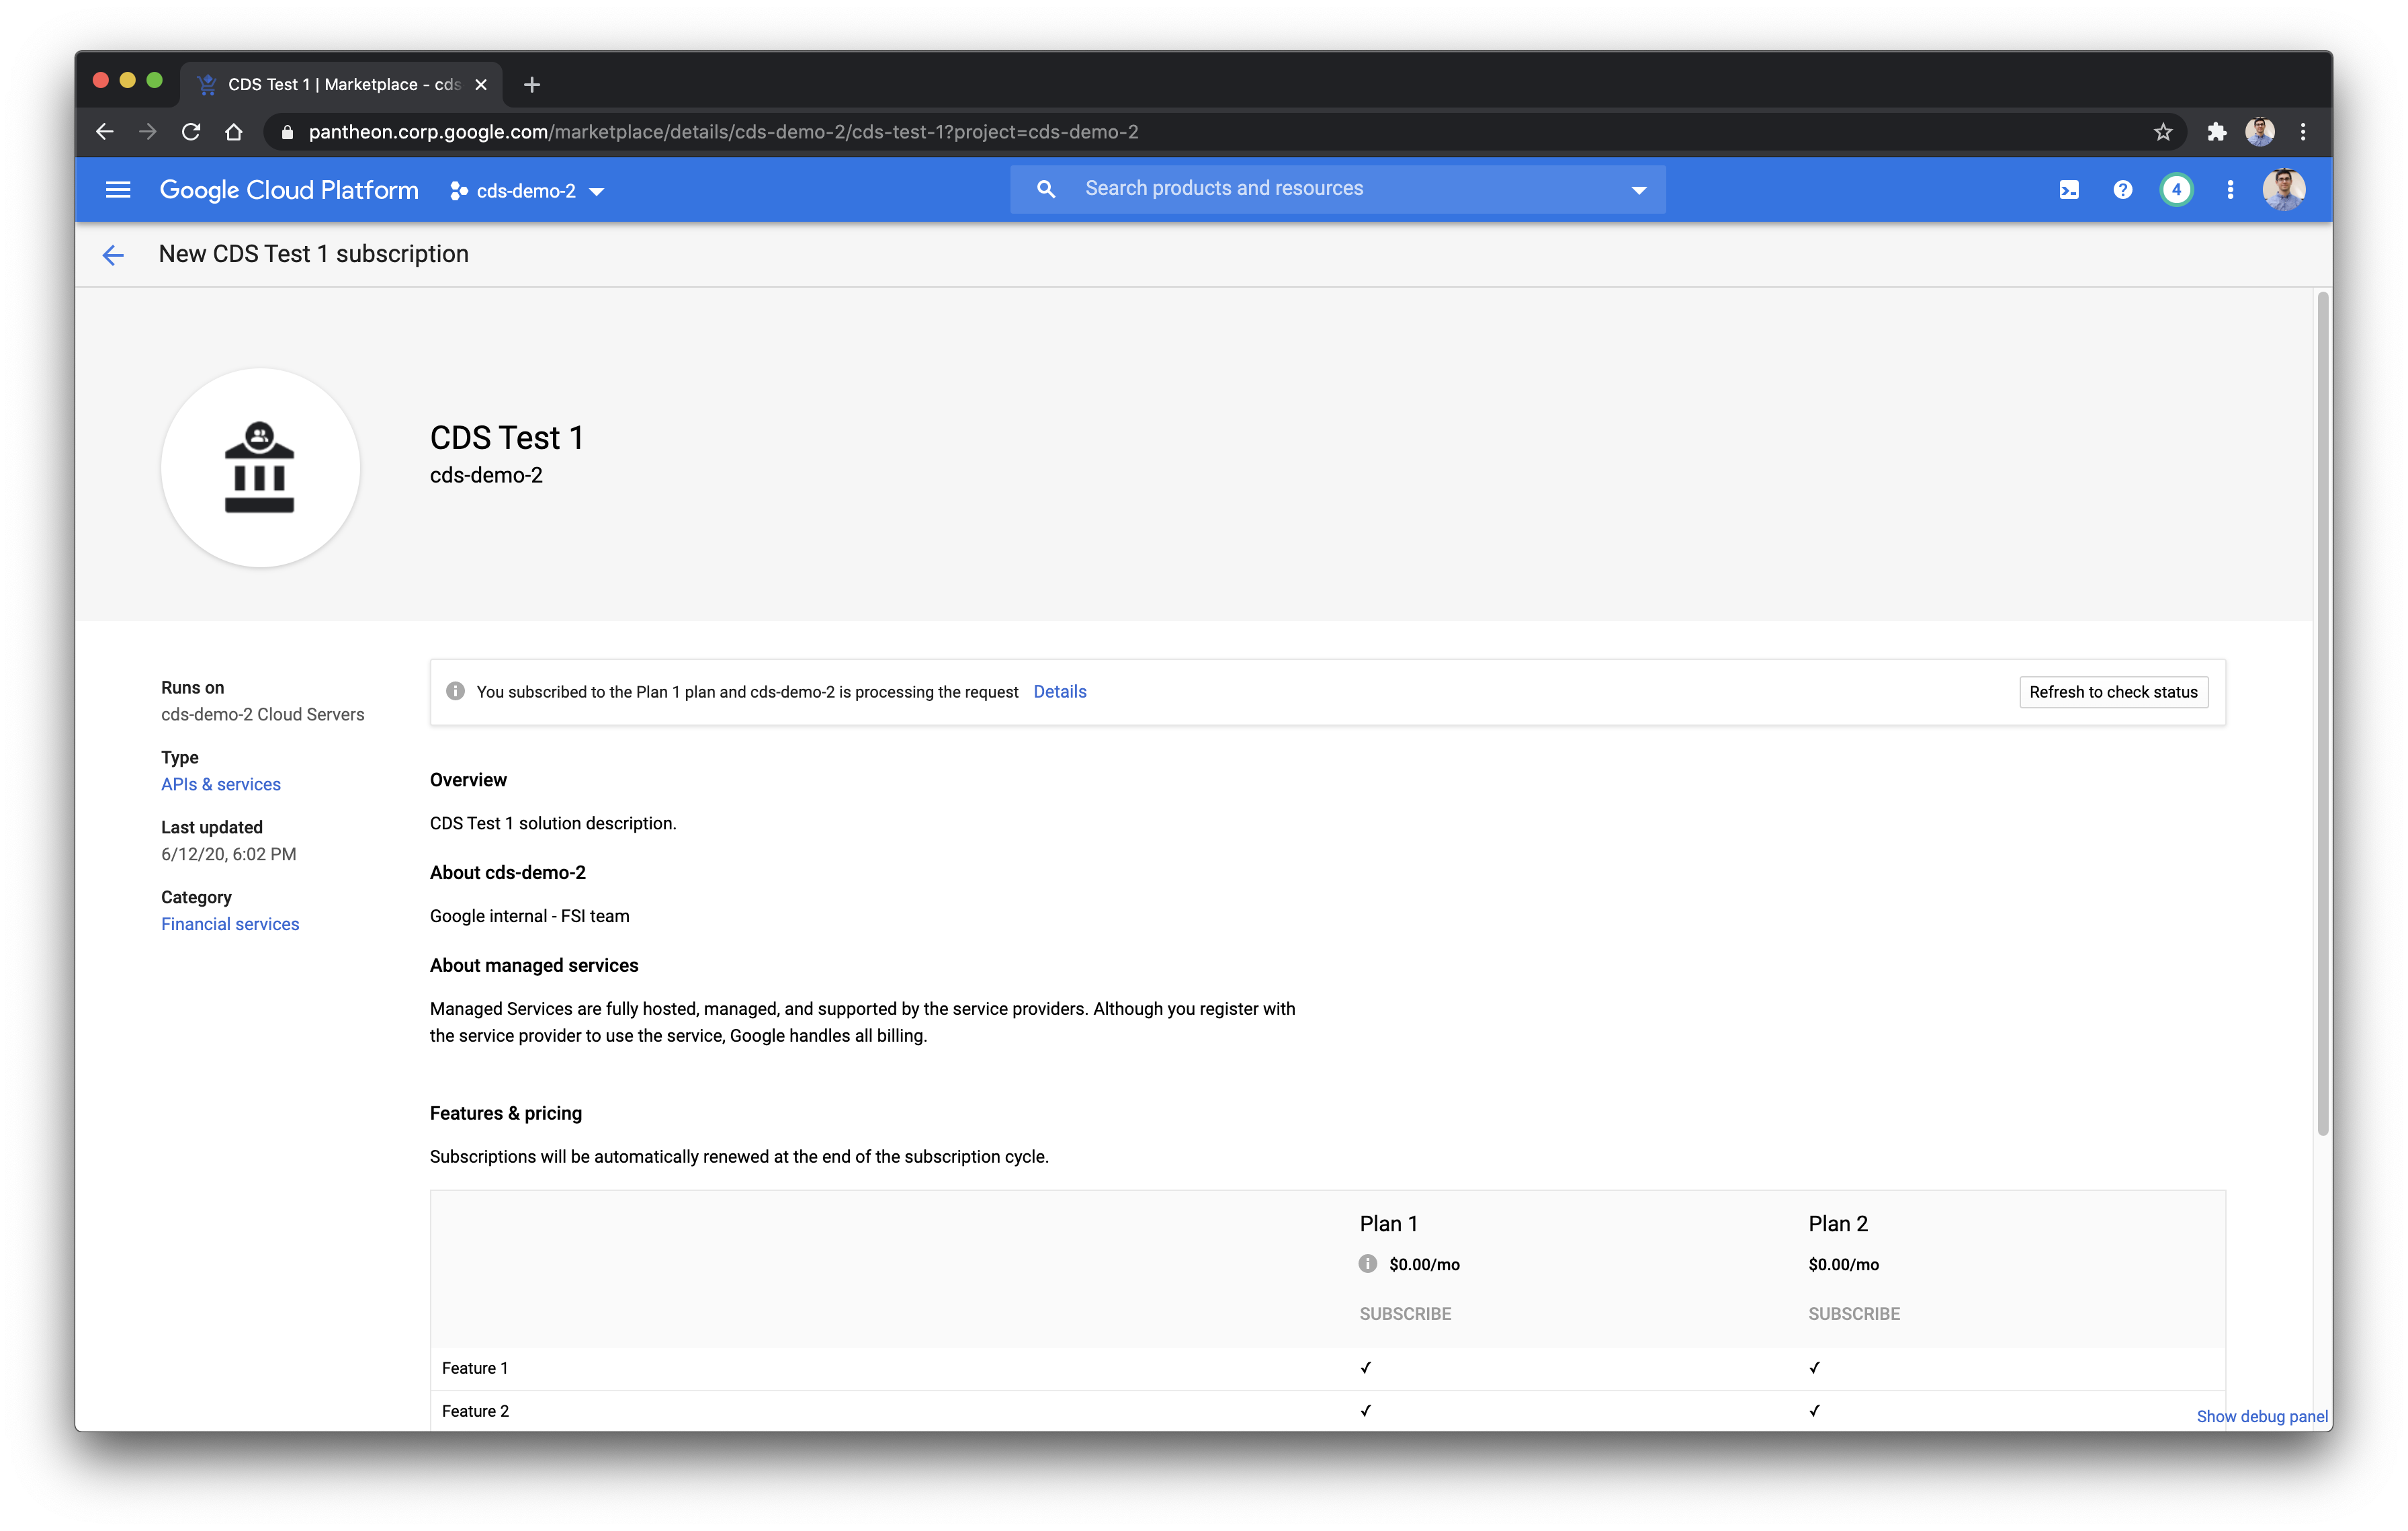 CDS Test 1 | Marketplace - cds
pantheon.corp.google.com/marketplace/details/cds-demo-2/cds-test-1?project=cds-demo-2
Google Cloud Platform
cds-demo-2
Search products and resources
4
New CDS Test 1 subscription
CDS Test 1
cds-demo-2
Runs on
cds-demo-2 Cloud Servers
Type
APIs & services
Last updated
6/12/20, 6:02 PM
Category
Financial services
You subscribed to the Plan 1 plan and cds-demo-2 is processing the request Details
Refresh to check status
Overview
CDS Test 1 solution description.
About cds-demo-2
Google internal - FSI team
About managed services
Managed Services are fully hosted, managed, and supported by the service providers. Although you register with
the service provider to use the service, Google handles all billing.
Features & pricing
Subscriptions will be automatically renewed at the end of the subscription cycle.
Plan 1 Plan 2
$0.00/mo $0.00/mo
SUBSCRIBE SUBSCRIBE
Feature 1 ✓ ✓
Feature 2 ✓ ✓
Show debug panel